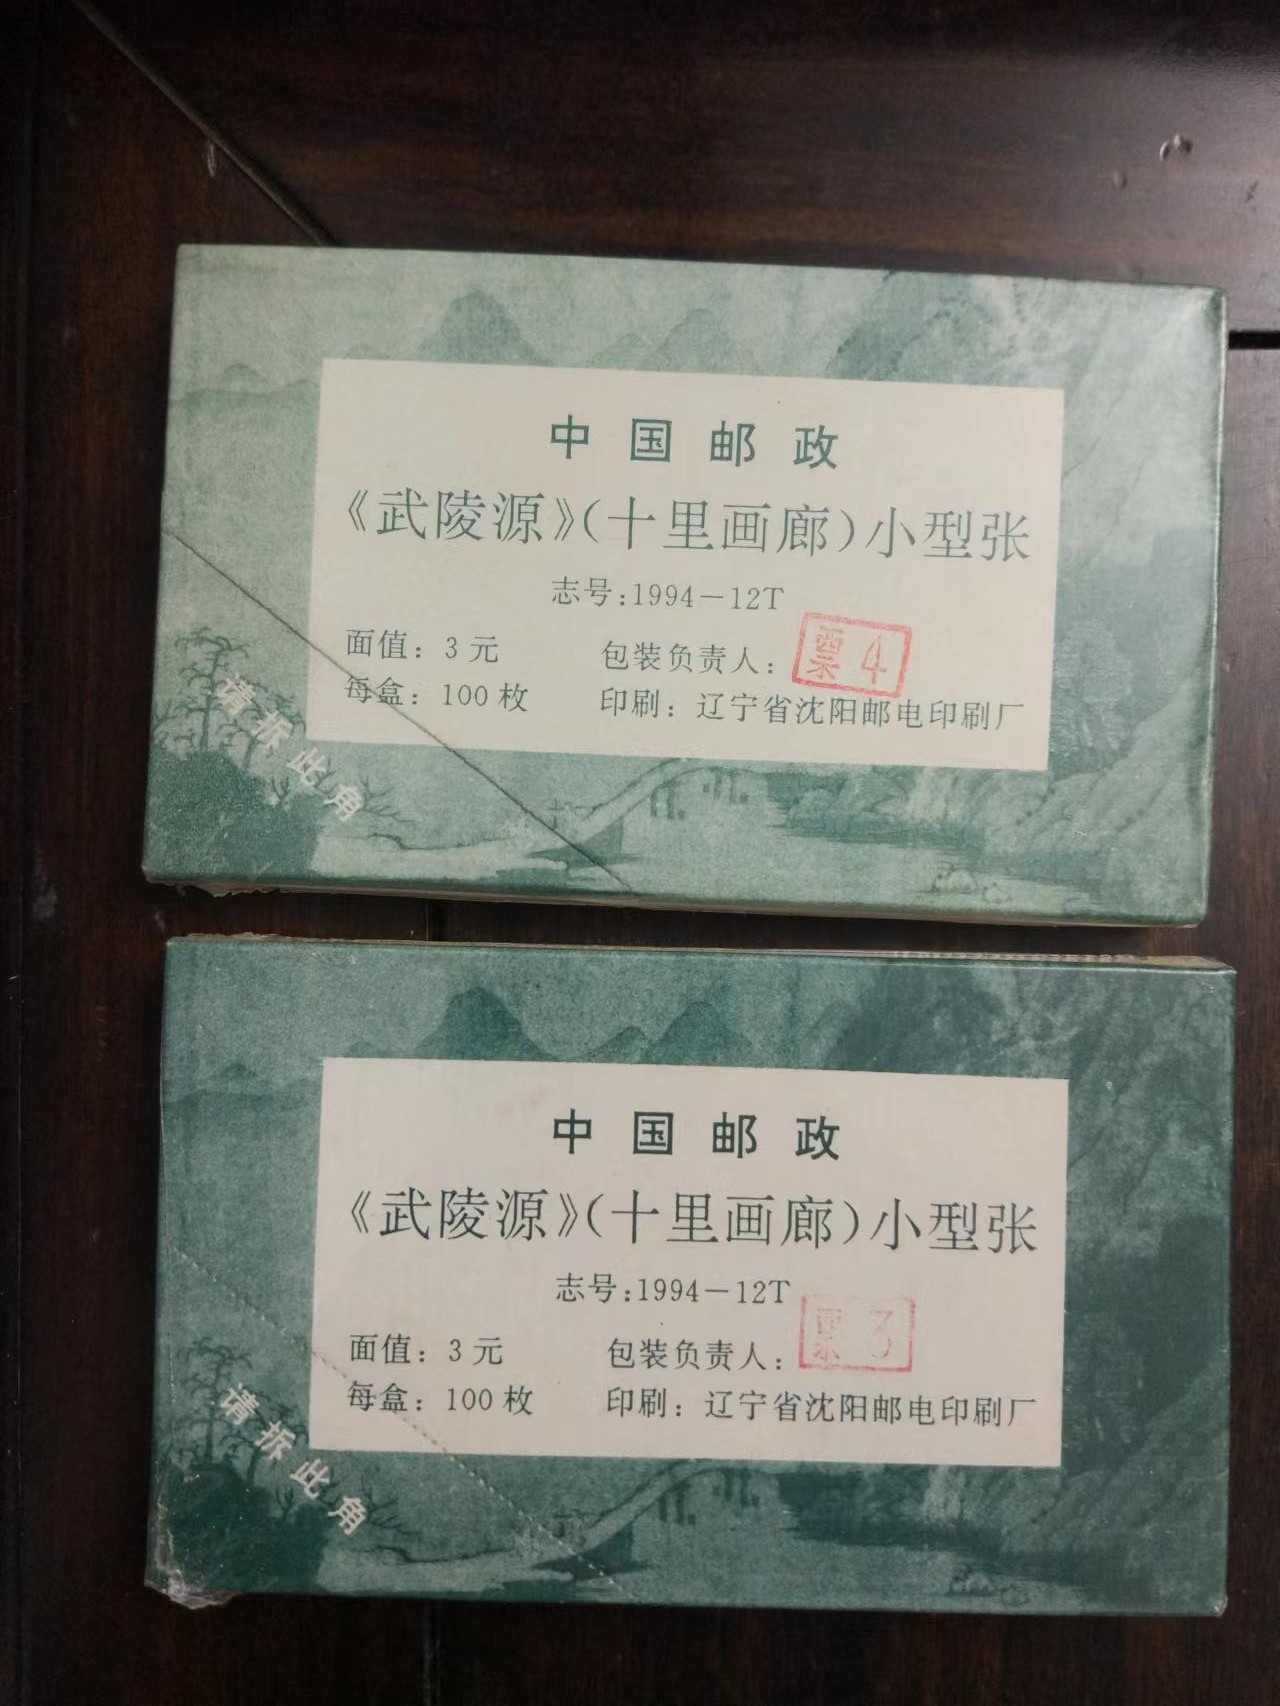 中国邮政
《武陵源》（十里画廊）小型张
志号：1994－12T
面值：3元
包装负责人：票4
每盒：100枚
印刷：辽宁省沈阳邮电印刷厂
请拆此角
中国邮政
《武陵源》（十里画廊）小型张
志号：1994－12T
面值：3元
包装负责人：票3
每盒：100枚
印刷：辽宁省沈阳邮电印刷厂
请拆此角